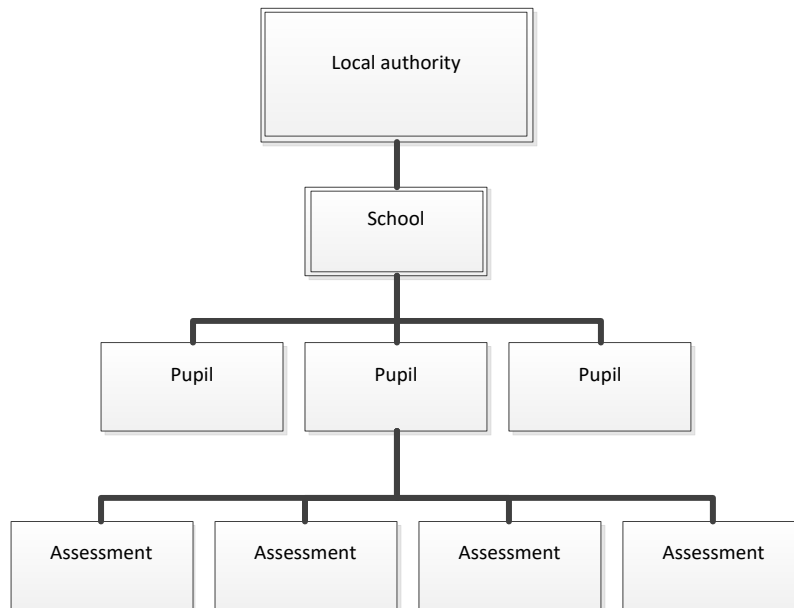 Local authority
School
Pupil
Pupil
Pupil
Assessment
Assessment
Assessment
Assessment